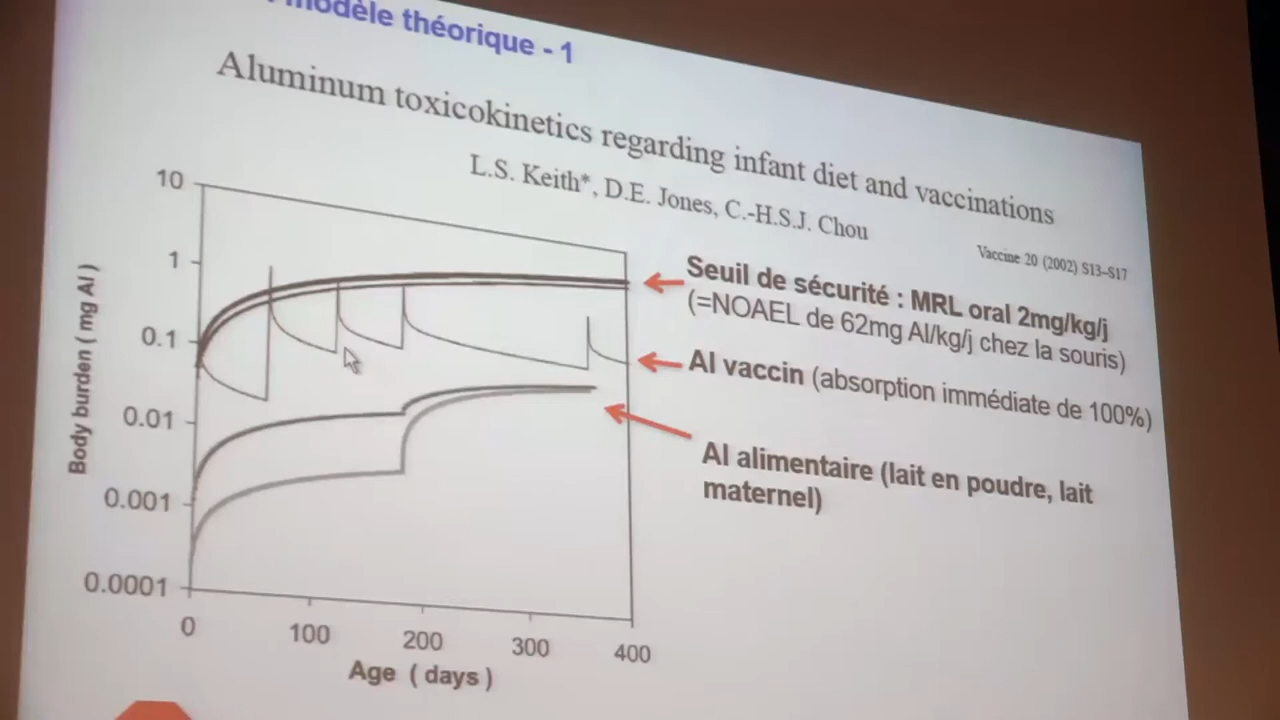 modèle théorique - 1
Aluminum toxicokinetics regarding infant diet and vaccinations
L.S. Keith*, D.E. Jones, C.-H.S.J. Chou
Vaccine 20 (2002) S13–S17
Seuil de sécurité : MRL oral 2mg/kg/j
(=NOAEL de 62mg Al/kg/j chez la souris)
Al vaccin (absorption immédiate de 100%)
Al alimentaire (lait en poudre, lait
maternel)
Body burden ( mg Al )
10
1
0.1
0.01
0.001
0.0001
0
100
200
300
400
Age ( days )